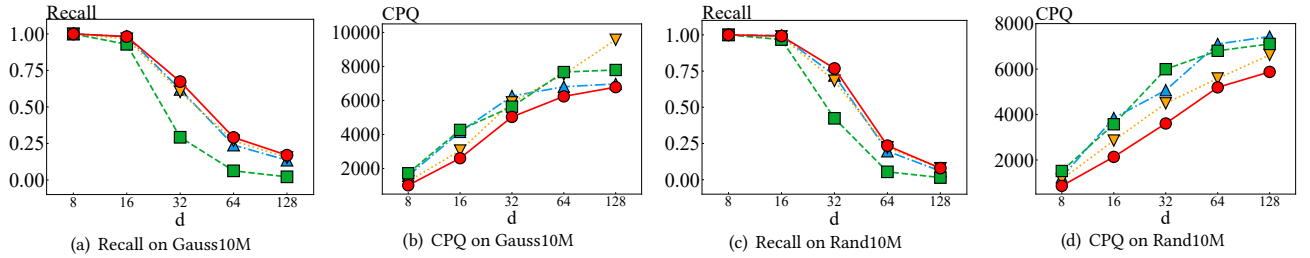 Recall
1.00
0.75
0.50
0.25
0.00
8 16 32 64 128
d
(a) Recall on Gauss10M
CPQ
10000
8000
6000
4000
2000
8 16 32 64 128
d
(b) CPQ on Gauss10M
Recall
1.00
0.75
0.50
0.25
0.00
8 16 32 64 128
d
(c) Recall on Rand10M
CPQ
8000
6000
4000
2000
8 16 32 64 128
d
(d) CPQ on Rand10M